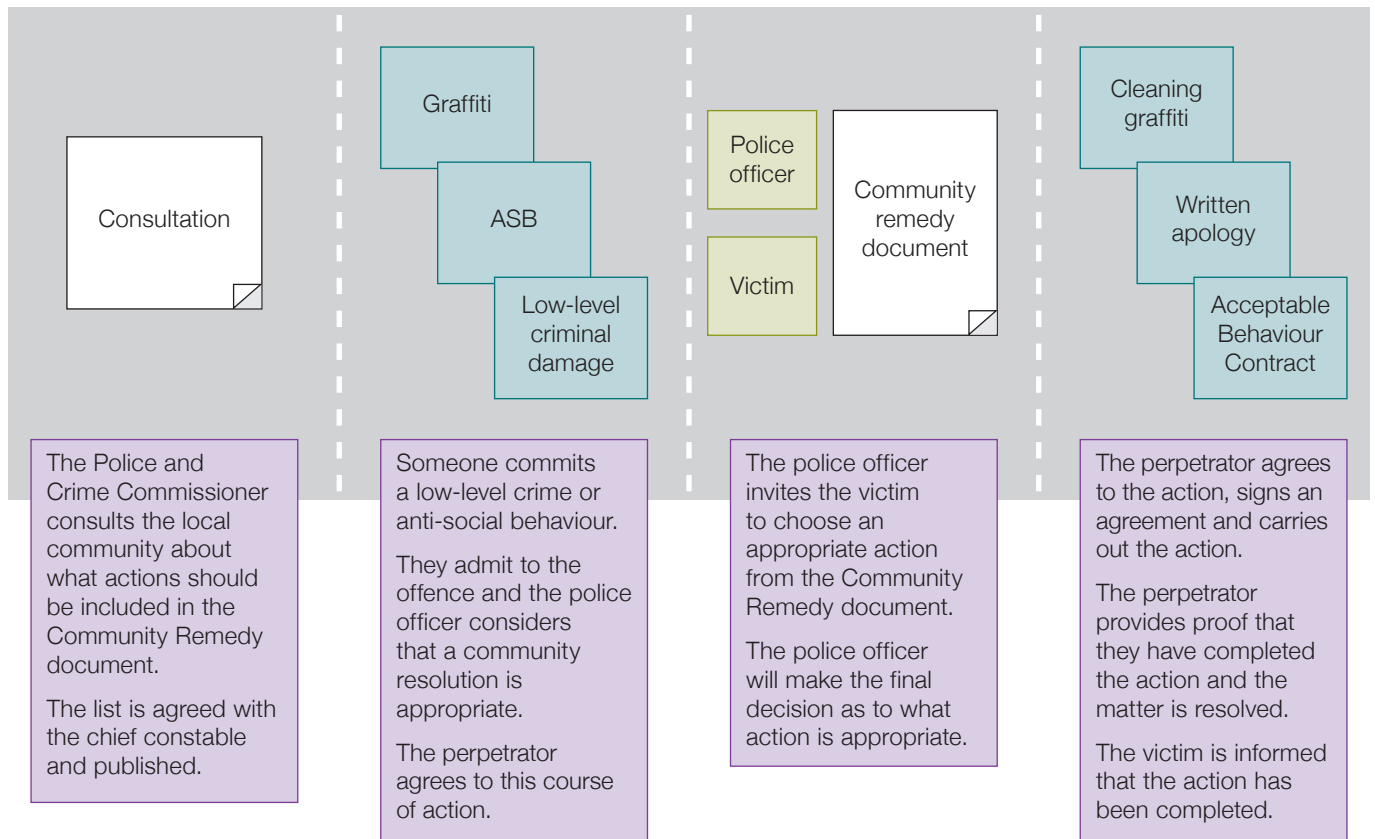 Consultation
The Police and
Crime Commissioner
consults the local
community about
what actions should
be included in the
Community Remedy
document.
The list is agreed with
the chief constable
and published.
Graffiti
ASB
Low-level
criminal
damage
Someone commits
a low-level crime or
anti-social behaviour.
They admit to the
offence and the police
officer considers
that a community
resolution is
appropriate.
The perpetrator
agrees to this course
of action.
Police
officer
Victim
Community
remedy
document
The police officer
invites the victim
to choose an
appropriate action
from the Community
Remedy document.
The police officer
will make the final
decision as to what
action is appropriate.
Cleaning
graffiti
Written
apology
Acceptable
Behaviour
Contract
The perpetrator agrees
to the action, signs an
agreement and carries
out the action.
The perpetrator
provides proof that
they have completed
the action and the
matter is resolved.
The victim is informed
that the action has
been completed.